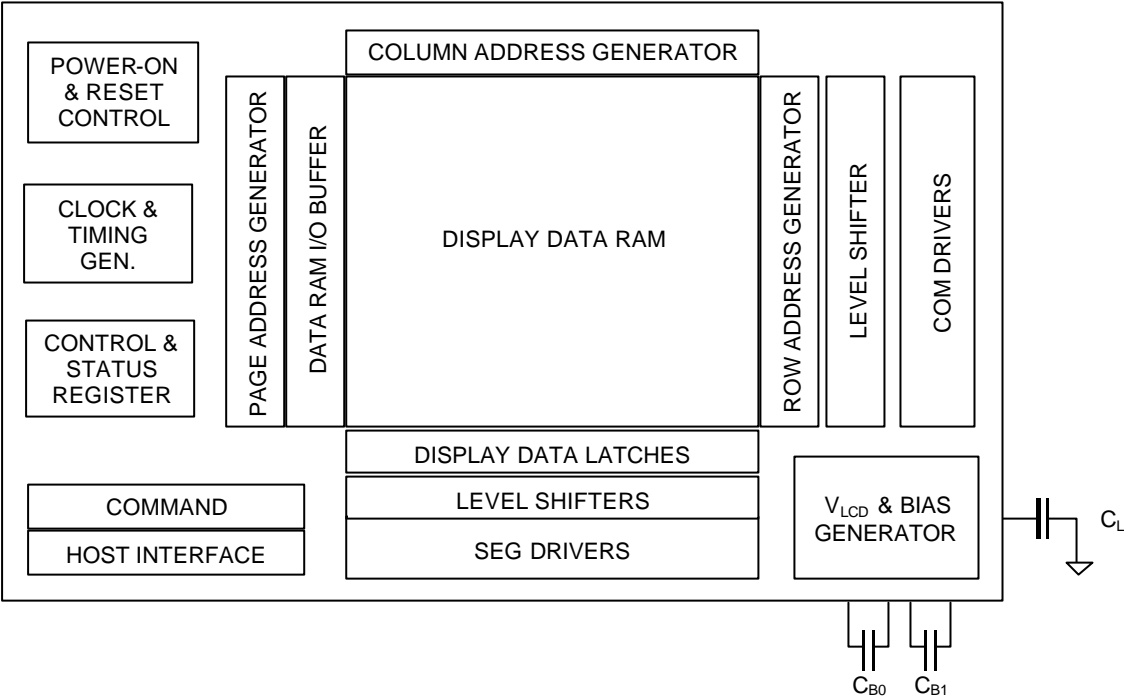 COLUMN ADDRESS GENERATOR
POWER-ON
& RESET
CONTROL
PAGE ADDRESS GENERATOR
DATA RAM I/O BUFFER
DISPLAY DATA RAM
ROW ADDRESS GENERATOR
LEVEL SHIFTER
COM DRIVERS
CLOCK &
TIMING
GEN.
CONTROL &
STATUS
REGISTER
DISPLAY DATA LATCHES
COMMAND
LEVEL SHIFTERS
HOST INTERFACE
SEG DRIVERS
VLCD & BIAS
GENERATOR
CL
CB0
CB1